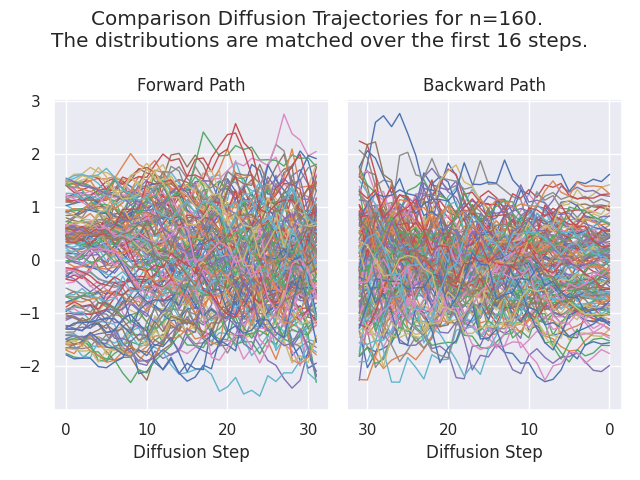 Comparison Diffusion Trajectories for n=160.
The distributions are matched over the first 16 steps.
Forward Path
Backward Path
3
2
1
0
−1
−2
0 10 20 30
30 20 10 0
Diffusion Step
Diffusion Step